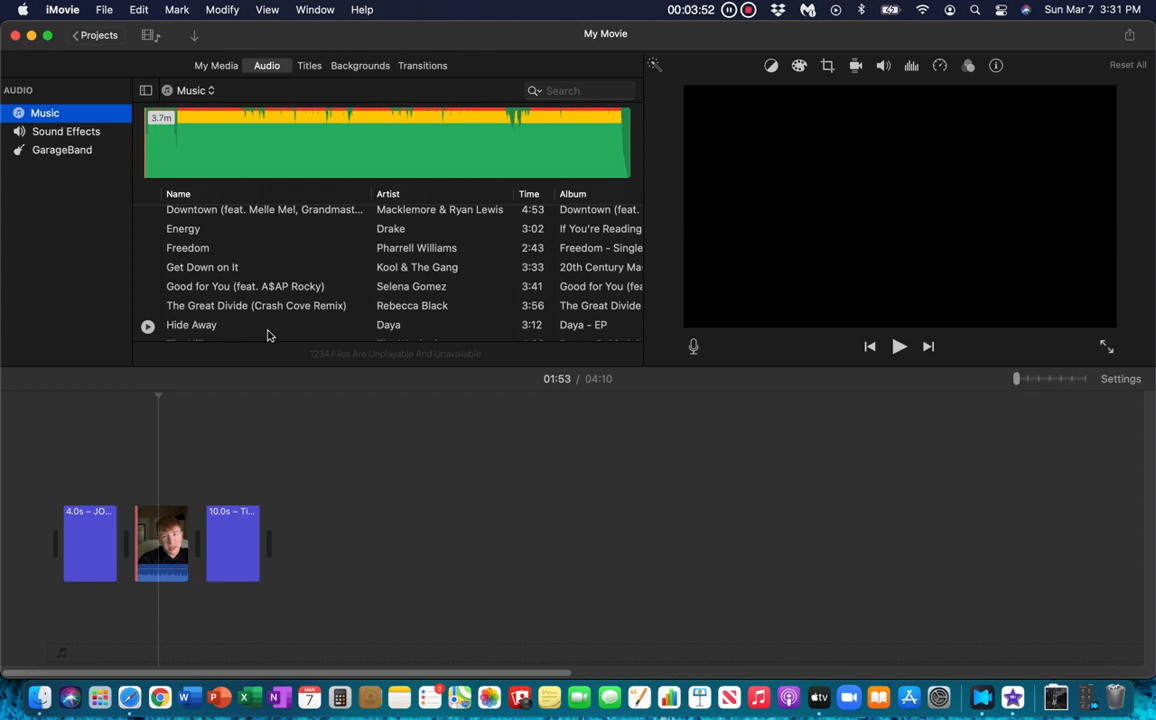 iMovie File Edit Mark Modify View Window Help 00:03:52 Sun Mar 7 3:31 PM
Projects My Movie
My Media Audio Titles Backgrounds Transitions Reset All
AUDIO Music Search
Music
Sound Effects
GarageBand
3.7m
Name Artist Time Album
Downtown (feat. Melle Mel, Grandmast... Macklemore & Ryan Lewis 4:53 Downtown (feat.
Energy Drake 3:02 If You're Reading
Freedom Pharrell Williams 2:43 Freedom - Single
Get Down on It Kool & The Gang 3:33 20th Century Ma
Good for You (feat. A$AP Rocky) Selena Gomez 3:41 Good for You (fea
The Great Divide (Crash Cove Remix) Rebecca Black 3:56 The Great Divide
Hide Away Daya 3:12 Daya - EP
1234 Files Are Unplayable And Unavailable
01:53 / 04:10 Settings
4.0s – JO... 10.0s – Ti...